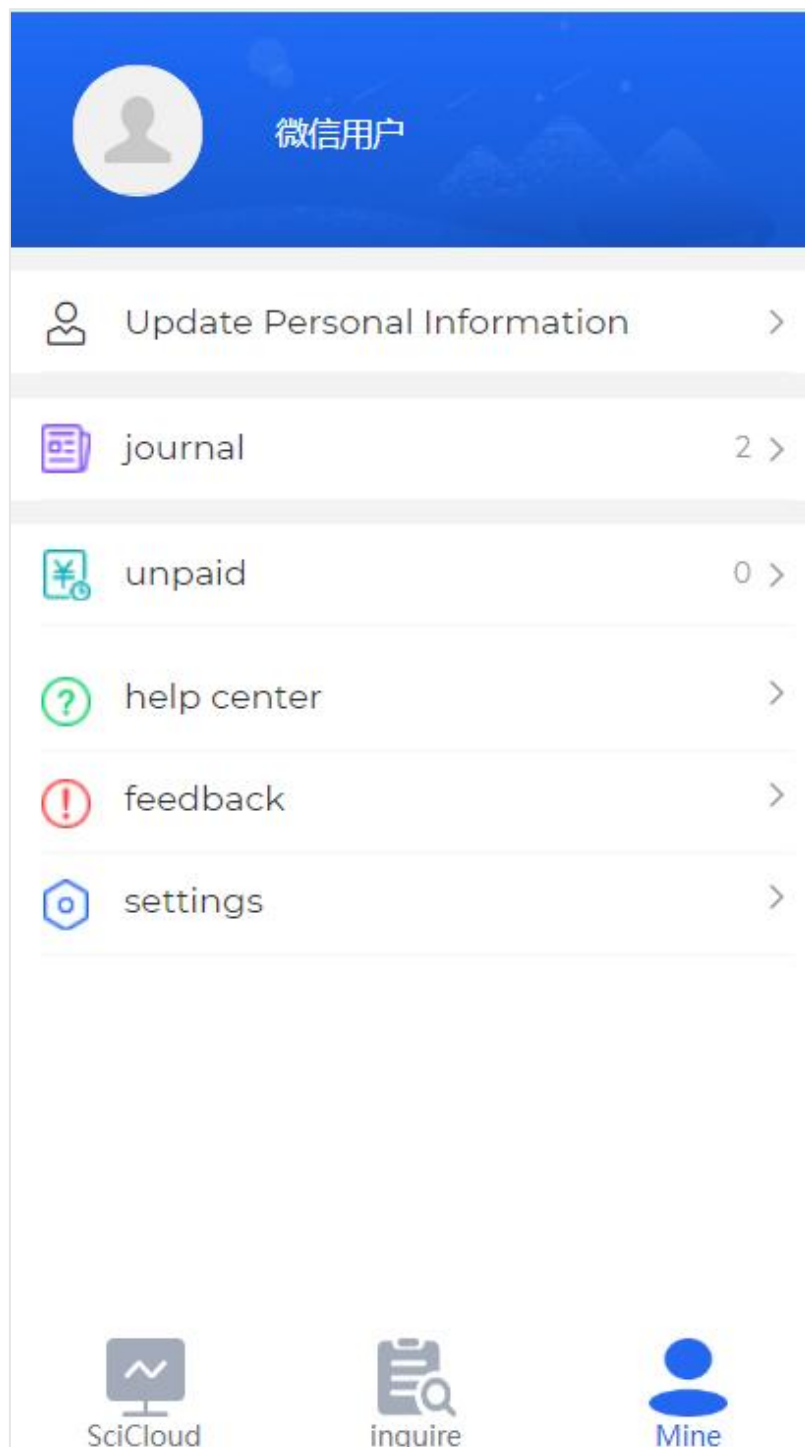 微信用户
Update Personal Information
journal 2
unpaid 0
help center
feedback
settings
SciCloud inquire Mine